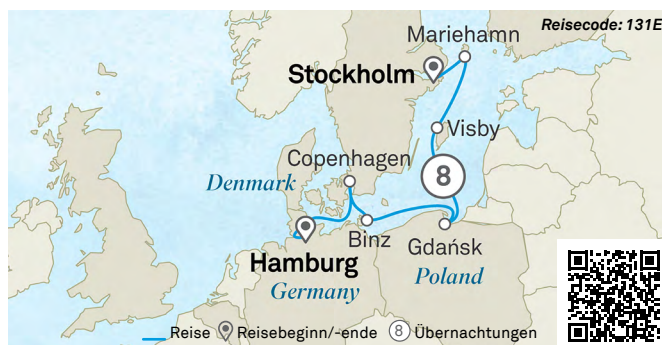 Reisecode: 131E
Mariehamn
Stockholm
Visby
Copenhagen
Denmark
8
Binz
Gdańsk
Hamburg
Germany
Poland
Reise Reisebeginn/-ende 8 Übernachtungen